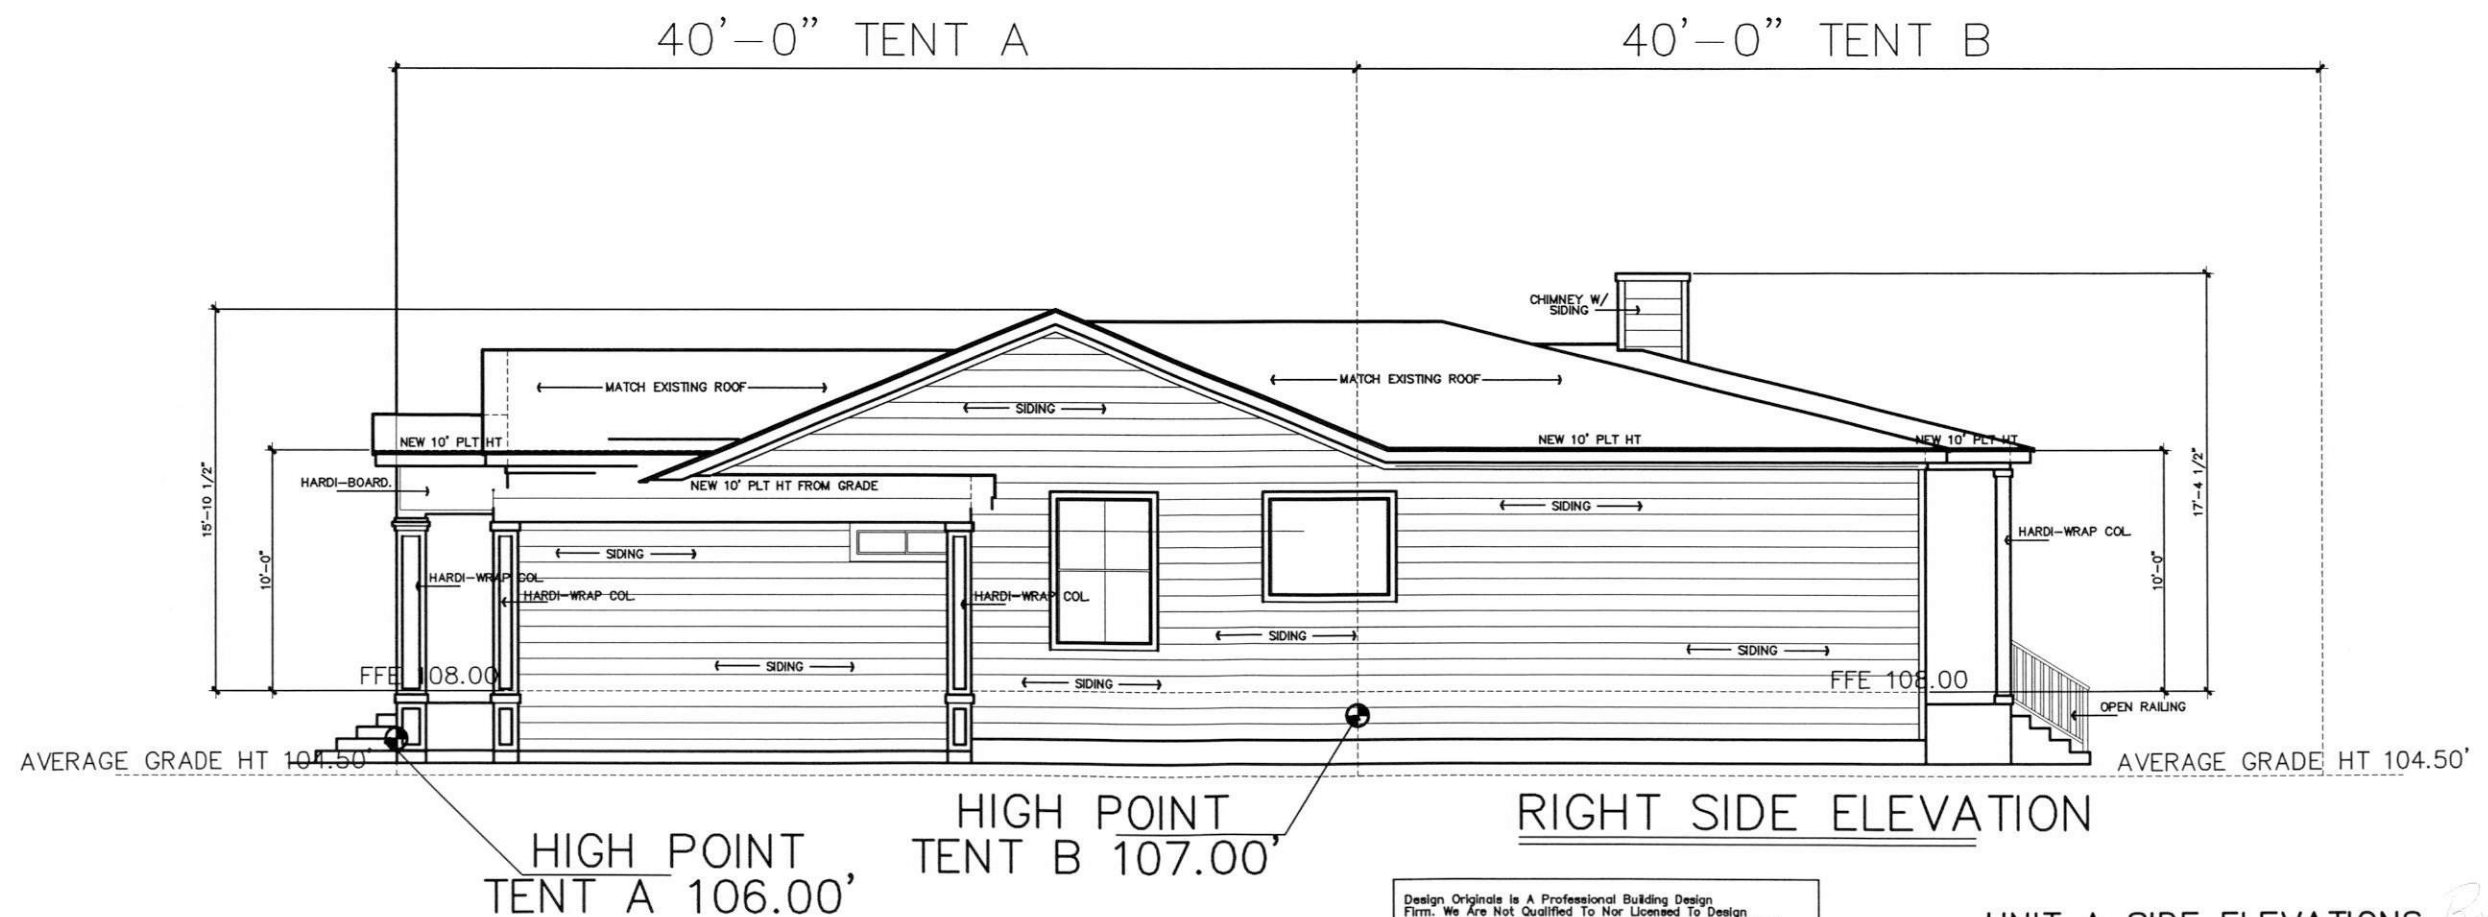 40'-0" TENT A
40'-0" TENT B
CHIMNEY W/
SIDING
MATCH EXISTING ROOF
MATCH EXISTING ROOF
SIDING
NEW 10' PLT HT
NEW 10' PLT HT
NEW 10' PLT HT
15'-10 1/2"
10'-0"
HARDI-BOARD.
NEW 10' PLT HT FROM GRADE
SIDING
SIDING
17'-4 1/2"
10'-0"
HARDI-WRAP COL.
HARDI-WRAP COL.
HARDI-WRAP COL.
HARDI-WRAP COL.
SIDING
SIDING
SIDING
SIDING
FFE 108.00
FFE 108.00
OPEN RAILING
AVERAGE GRADE HT 104.50'
AVERAGE GRADE HT 104.50'
HIGH POINT
TENT B 107.00'
RIGHT SIDE ELEVATION
HIGH POINT
TENT A 106.00'
Design Originals Is A Professional Building Design
Firm. We Are Not Qualified To Nor Licensed To Design
UNIT A SIDE ELEVATIONS